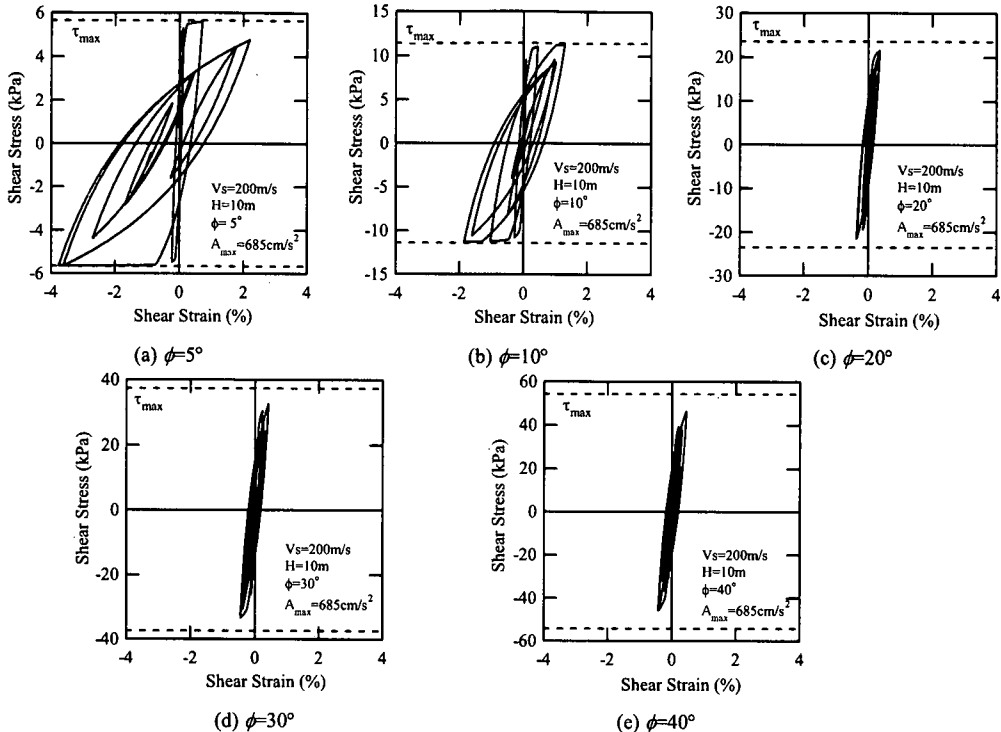 6
4
2
0
-2
-4
-6
Shear Stress (kPa)
τmax
Vs=200m/s
H=10m
ϕ= 5°
Amax=685cm/s²
-4 -2 0 2 4
Shear Strain (%)
(a) ϕ=5°
15
10
5
0
-5
-10
-15
Shear Stress (kPa)
τmax
Vs=200m/s
H=10m
ϕ=10°
Amax=685cm/s²
-4 -2 0 2 4
Shear Strain (%)
(b) ϕ=10°
30
20
10
0
-10
-20
-30
Shear Stress (kPa)
τmax
Vs=200m/s
H=10m
ϕ=20°
Amax=685cm/s²
-4 -2 0 2 4
Shear Strain (%)
(c) ϕ=20°
40
20
0
-20
-40
Shear Stress (kPa)
τmax
Vs=200m/s
H=10m
ϕ=30°
Amax=685cm/s²
-4 -2 0 2 4
Shear Strain (%)
(d) ϕ=30°
60
40
20
0
-20
-40
-60
Shear Stress (kPa)
τmax
Vs=200m/s
H=10m
ϕ=40°
Amax=685cm/s²
-4 -2 0 2 4
Shear Strain (%)
(e) ϕ=40°